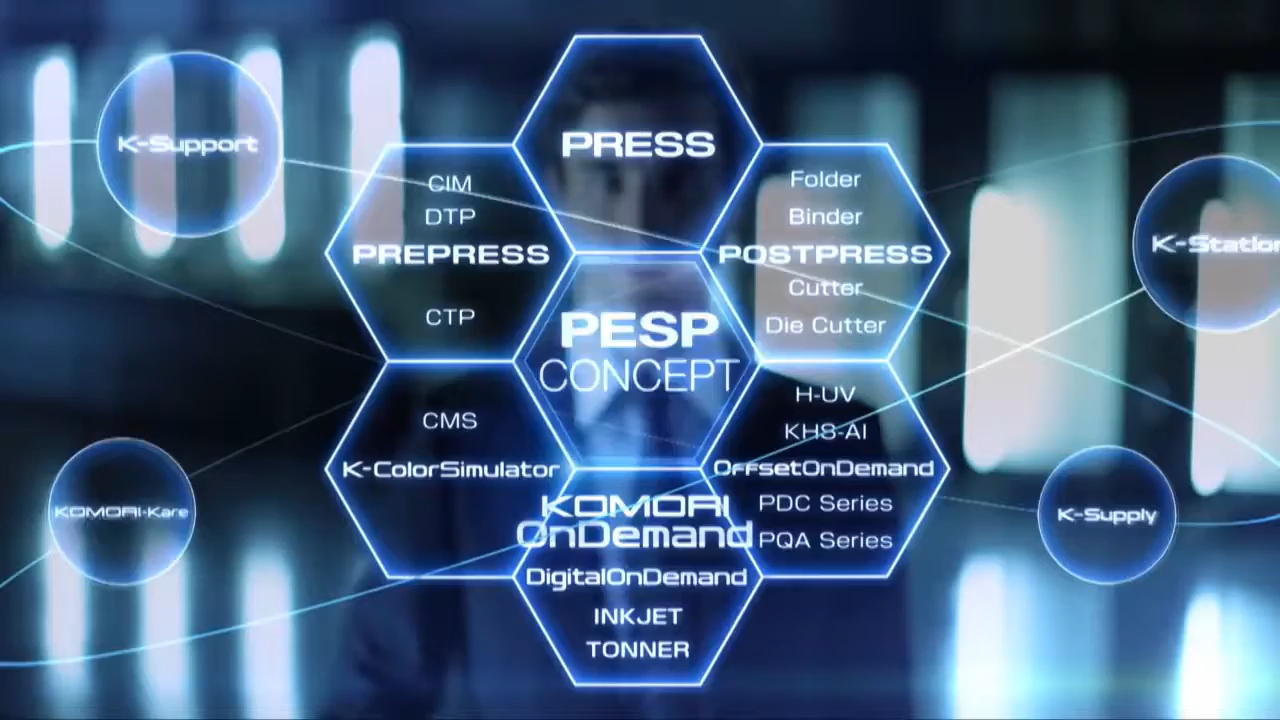 K-Support
PRESS
CIM
DTP
PREPRESS
CTP
Folder
Binder
POSTPRESS
Cutter
Die Cutter
K-Station
PESP
CONCEPT
CMS
K-ColorSimulator
H-UV
KHS-AI
OffsetOnDemand
PDC Series
PQA Series
KOMORI-Kare
K-Supply
KOMORI
OnDemand
DigitalOnDemand
INKJET
TONNER